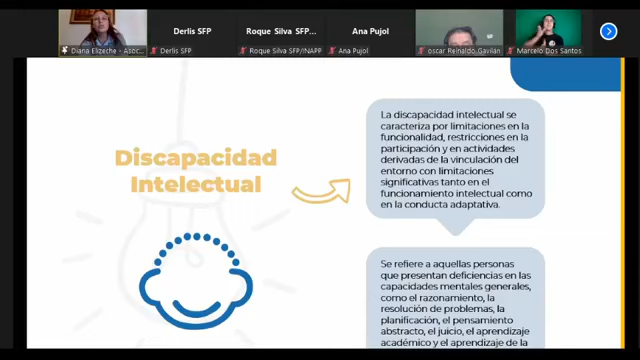 Derlis SFP
Roque Silva SFP...
Ana Pujol
Diana Elizeche - Asoc...
Derlis SFP
Roque Silva SFP/INAPP
Ana Pujol
oscar Reinaldo Gavilán
Marcelo Dos Santos
Discapacidad
Intelectual
La discapacidad intelectual se
caracteriza por limitaciones en la
funcionalidad, restricciones en la
participación y en actividades
derivadas de la vinculación del
entorno con limitaciones
significativas tanto en el
funcionamiento intelectual como
en la conducta adaptativa.
Se refiere a aquellas personas
que presentan deficiencias en las
capacidades mentales generales,
como el razonamiento, la
resolución de problemas, la
planificación, el pensamiento
abstracto, el juicio, el aprendizaje
académico y el aprendizaje de la